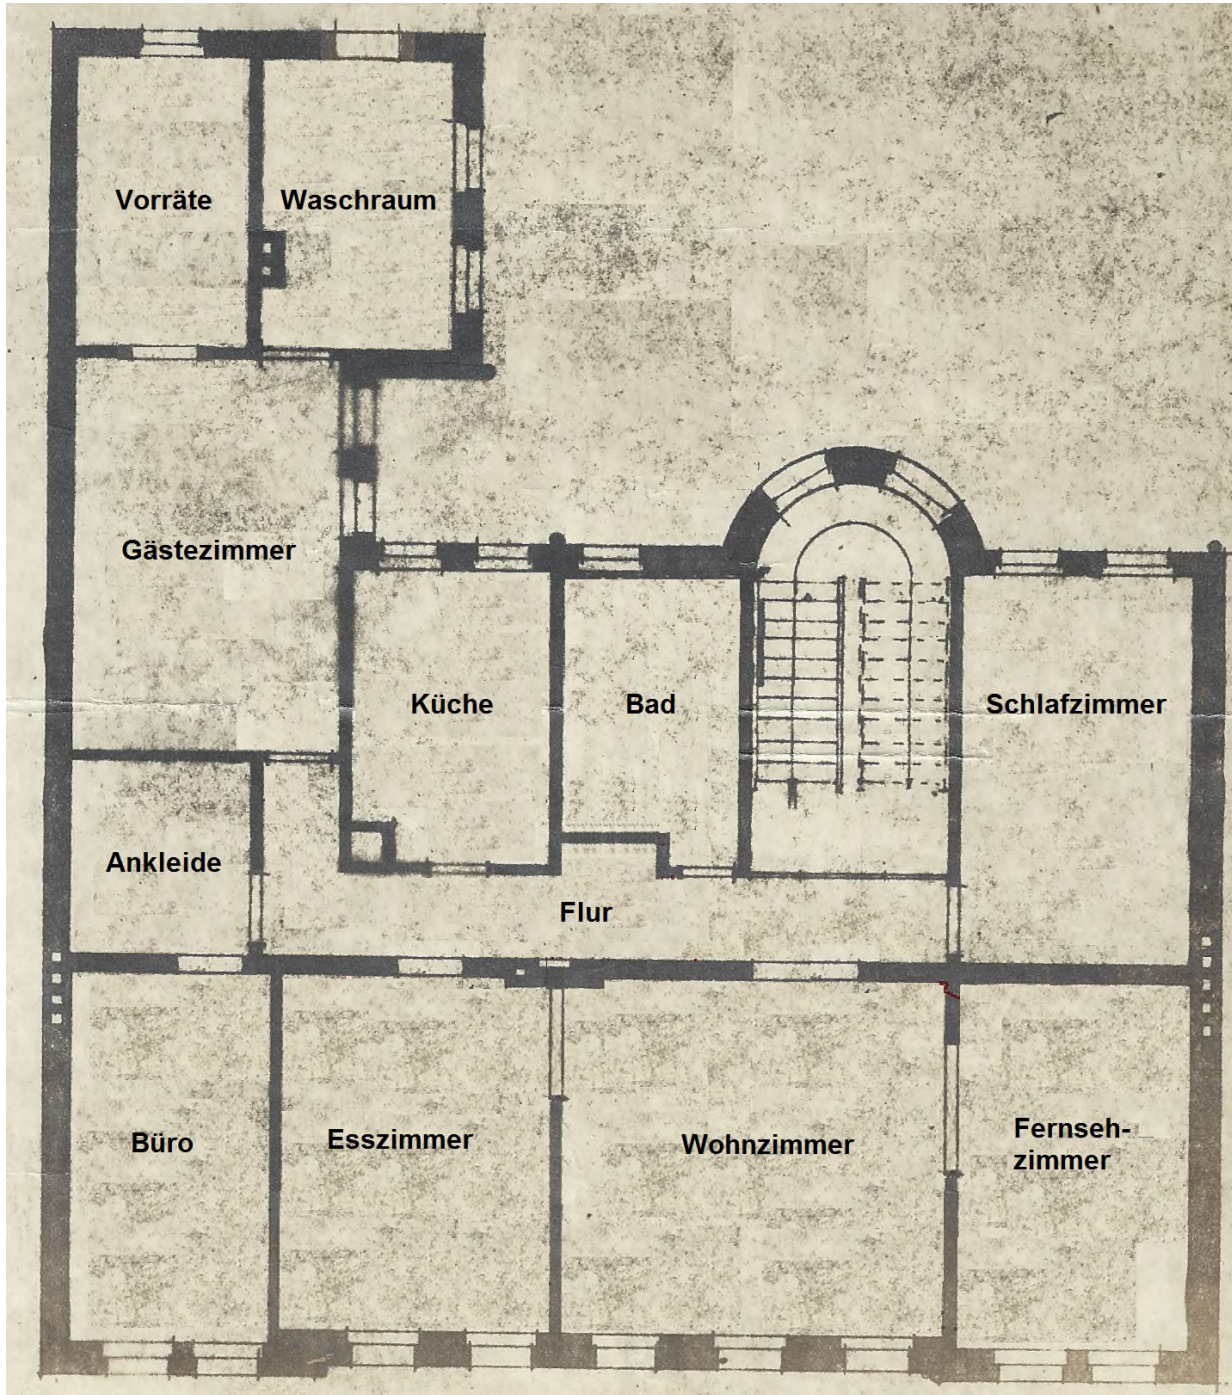 Vorräte
Waschraum
Gästezimmer
Küche
Bad
Schlafzimmer
Ankleide
Flur
Büro
Esszimmer
Wohnzimmer
Fernseh-
zimmer